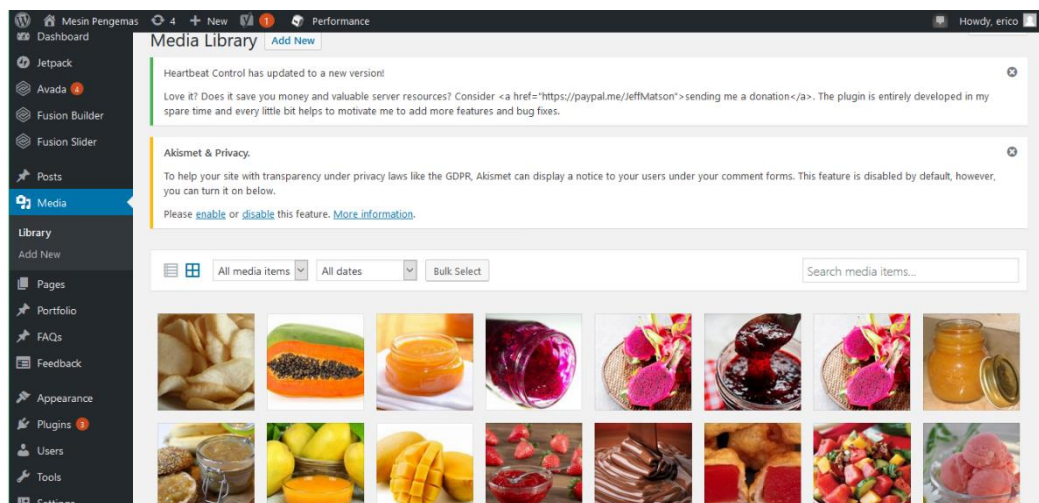 Mesin Pengemas 4 + New 1 Performance Howdy, erico
Dashboard
Jetpack
Avada 4
Fusion Builder
Fusion Slider
Posts
Media
Library
Add New
Pages
Portfolio
FAQs
Feedback
Appearance
Plugins
Users
Tools
Settings
Media Library Add New
Heartbeat Control has updated to a new version!
Love it? Does it save you money and valuable server resources? Consider <a href="https://paypal.me/JeffMatson">sending me a donation</a>. The plugin is entirely developed in my
spare time and every little bit helps to motivate me to add more features and bug fixes.
Akismet & Privacy.
To help your site with transparency under privacy laws like the GDPR, Akismet can display a notice to your users under your comment forms. This feature is disabled by default, however,
you can turn it on below.
Please enable or disable this feature. More information.
All media items All dates Bulk Select Search media items...